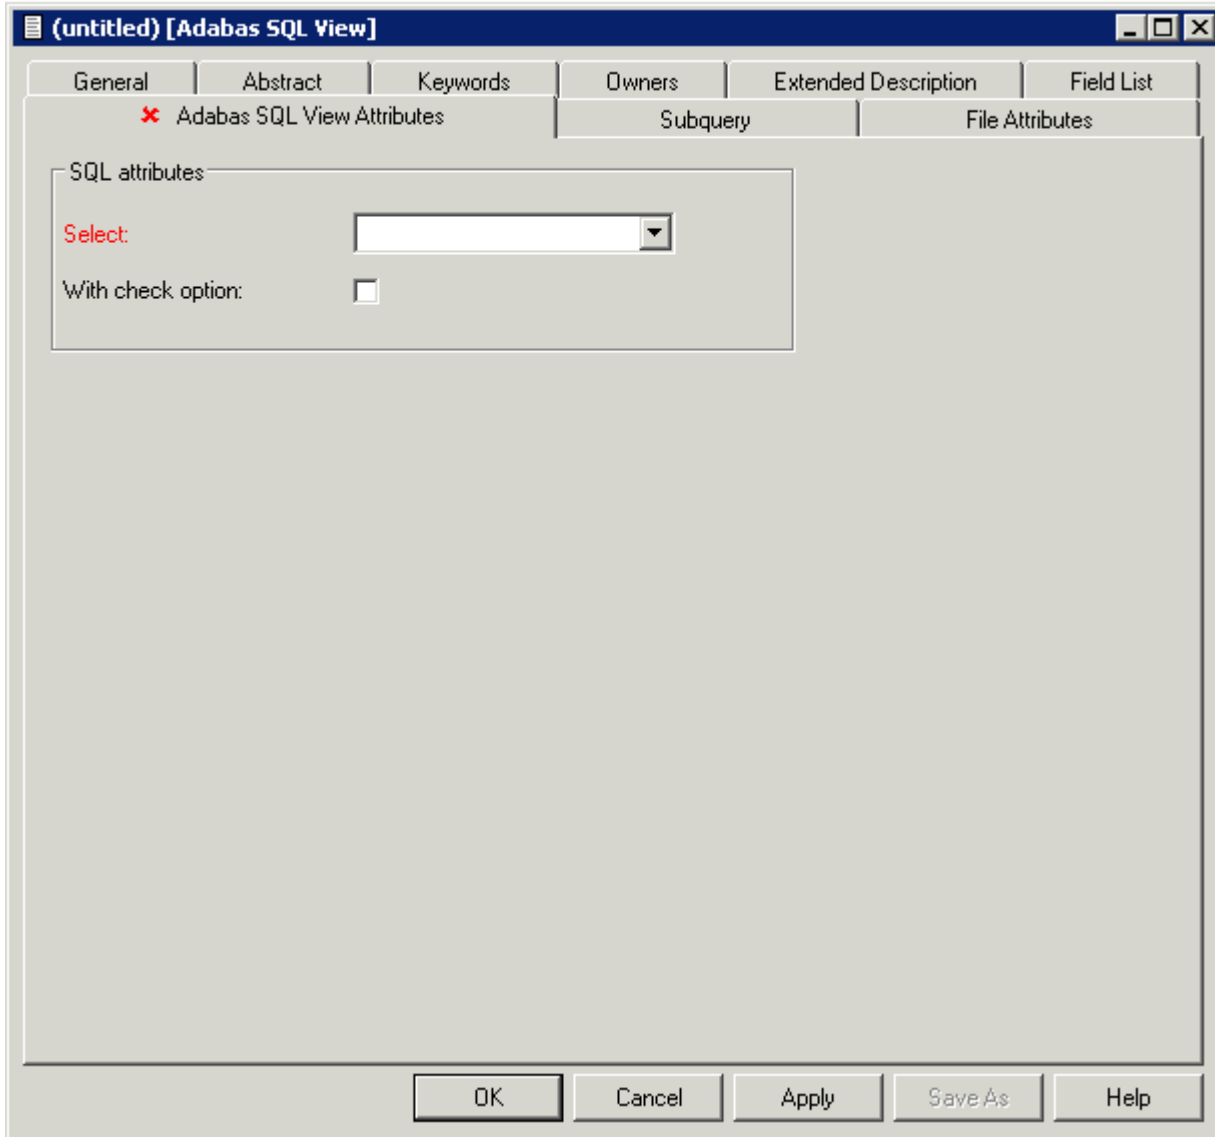 (untitled) [Adabas SQL View]
General Abstract Keywords Owners Extended Description Field List
Adabas SQL View Attributes Subquery File Attributes
SQL attributes
Select:
With check option:
OK Cancel Apply Save As Help